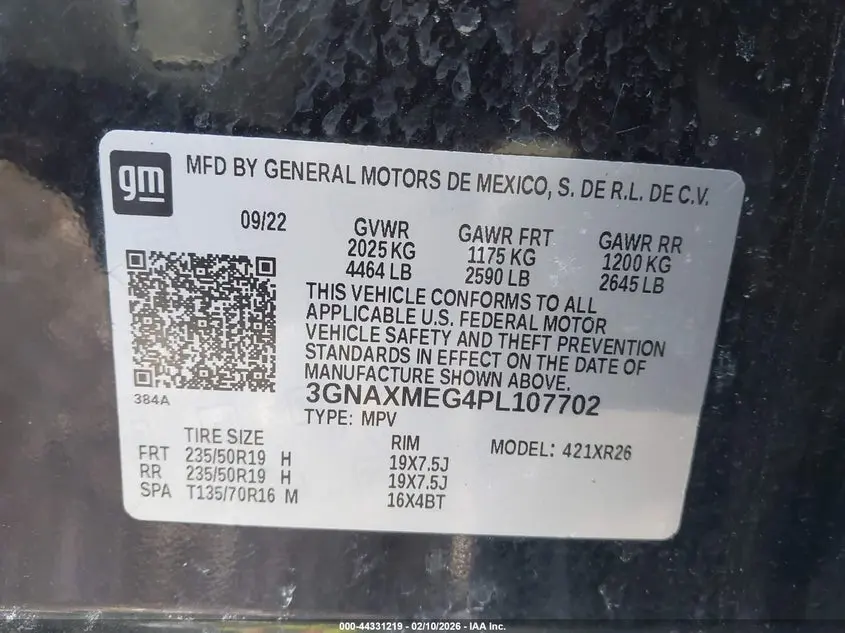 gm
MFD BY GENERAL MOTORS DE MEXICO, S. DE R.L. DE C.V.
09/22
GVWR GAWR FRT GAWR RR
2025 KG 1175 KG 1200 KG
4464 LB 2590 LB 2645 LB
THIS VEHICLE CONFORMS TO ALL
APPLICABLE U.S. FEDERAL MOTOR
VEHICLE SAFETY AND THEFT PREVENTION
STANDARDS IN EFFECT ON THE DATE OF
MANUFACTURE SHOWN ABOVE.
384A
3GNAXMEG4PL107702
TYPE: MPV
TIRE SIZE RIM MODEL: 421XR26
FRT 235/50R19 H 19X7.5J
RR 235/50R19 H 19X7.5J
SPA T135/70R16 M 16X4BT
000-44331219 - 02/10/2026 - IAA Inc.